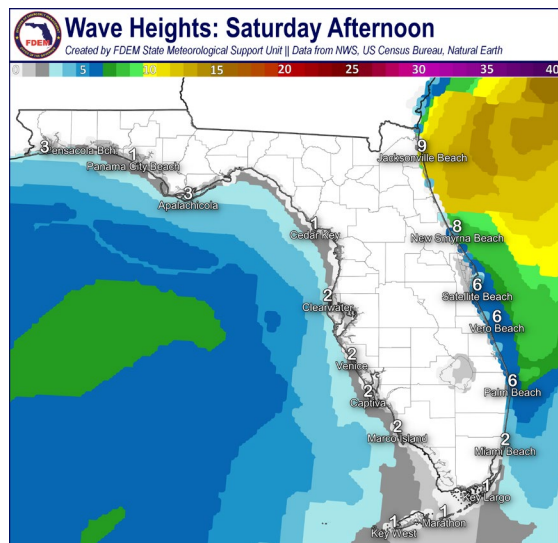 FDEM
Wave Heights: Saturday Afternoon
Created by FDEM State Meteorological Support Unit || Data from NWS, US Census Bureau, Natural Earth
0 5 10 15 20 25 30 35 40
9
Jacksonville Beach
3
Pensacola Bch
1
Panama City Beach
3
Apalachicola
1
Cedar Key
8
New Smyrna Beach
6
Satellite Beach
2
Clearwater
6
Vero Beach
2
Venice
6
Palm Beach
2
Captiva
2
Marco Island
2
Miami Beach
1
Key Largo
1
Marathon
1
Key West